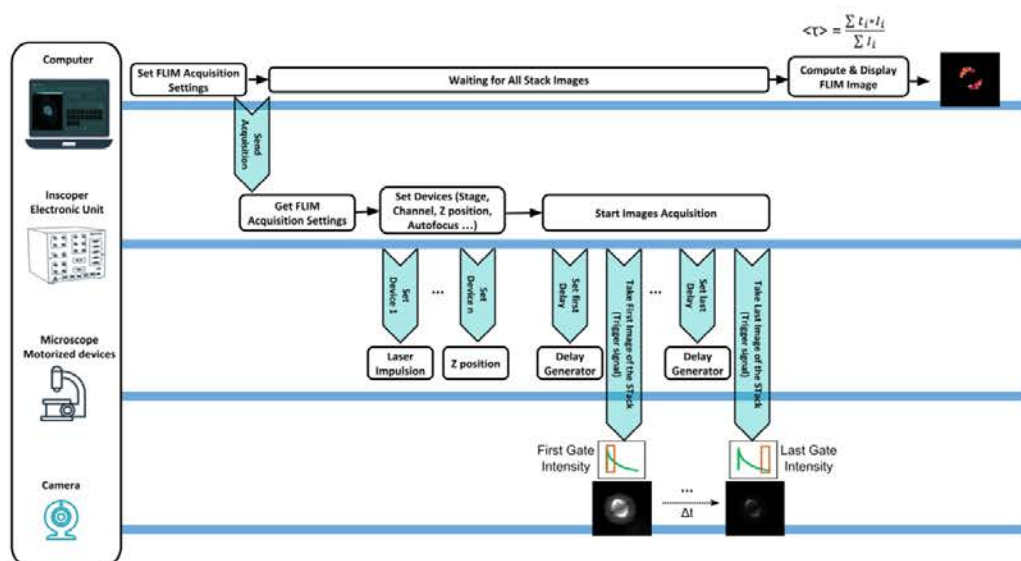 <τ> = ∑ tᵢ*Iᵢ
∑ Iᵢ
Computer
Set FLIM Acquisition
Settings
Waiting for All Stack Images
Compute & Display
FLIM Image
Send
Acquisition
Inscoper
Electronic Unit
Get FLIM
Acquisition Settings
Set Devices (Stage,
Channel, Z position,
Autofocus ...)
Start Images Acquisition
Set
Device 1
...
Set
Device n
Set first
Delay
Take First Image of the STack
(Trigger signal)
...
Set last
Delay
Take Last Image of the STack
(Trigger signal)
Microscope
Motorized devices
Laser
Impulsion
Z position
Delay
Generator
Delay
Generator
First Gate
Intensity
Last Gate
Intensity
Camera
...
Δt